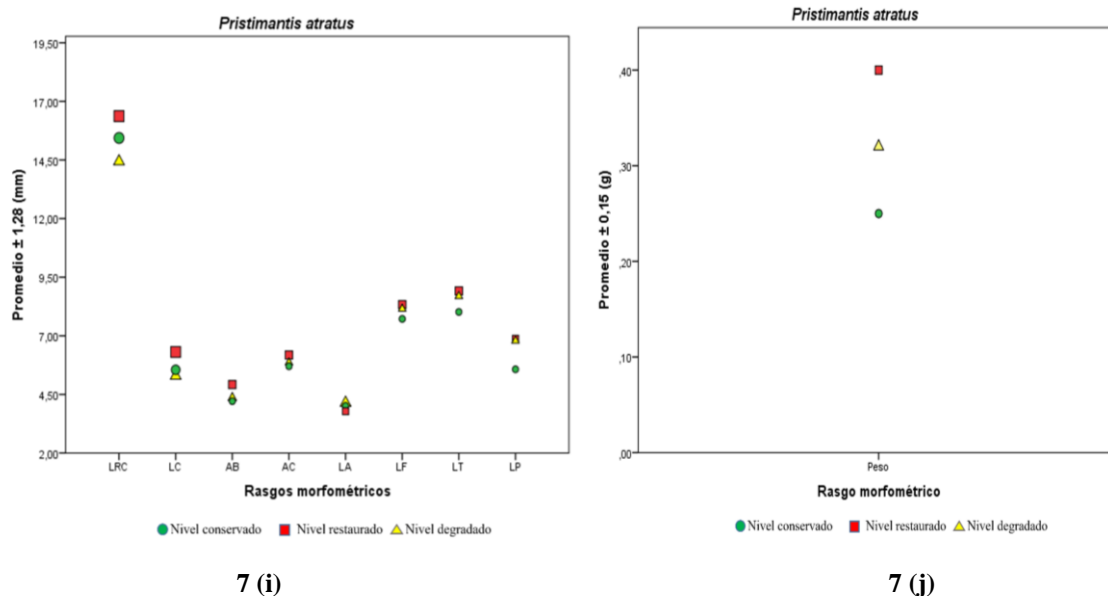 Pristimantis atratus
19,50
17,00
14,50
12,00
9,50
7,00
4,50
2,00
Promedio ± 1,28 (mm)
LRC LC AB AC LA LF LT LP
Rasgos morfométricos
Nivel conservado Nivel restaurado Nivel degradado
7 (i)
Pristimantis atratus
,40
,30
,20
,10
,00
Promedio ± 0,15 (g)
Peso
Rasgo morfométrico
Nivel conservado Nivel restaurado Nivel degradado
7 (j)